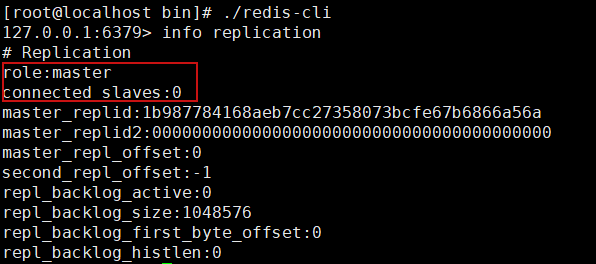 [root@localhost bin]# ./redis-cli
127.0.0.1:6379> info replication
# Replication
role:master
connected_slaves:0
master_replid:1b987784168aeb7cc27358073bcfe67b6866a56a
master_replid2:0000000000000000000000000000000000000000
master_repl_offset:0
second_repl_offset:-1
repl_backlog_active:0
repl_backlog_size:1048576
repl_backlog_first_byte_offset:0
repl_backlog_histlen:0